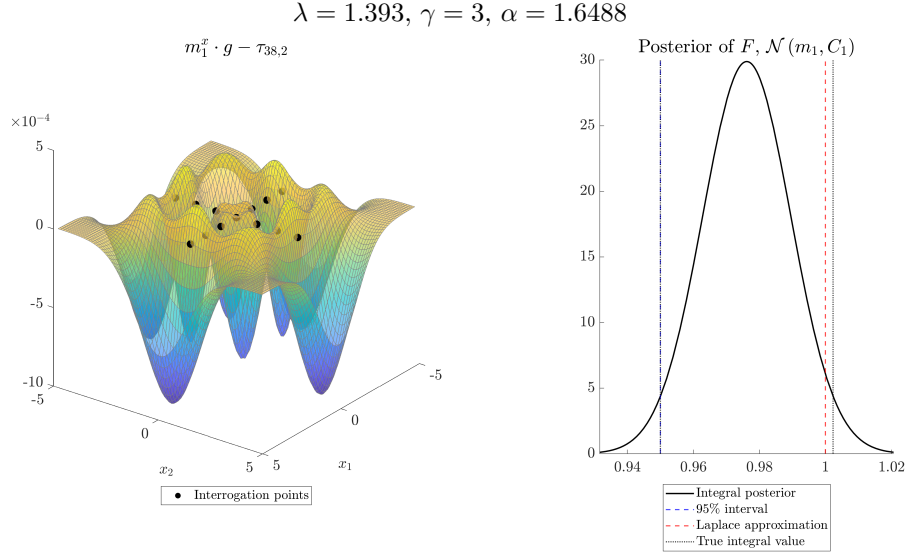 λ = 1.393, γ = 3, α = 1.6488
m₁ˣ · g − τ₃₈,₂
×10⁻⁴
5
0
-5
-10
-5
0
5
x₂
5
0
-5
x₁
Interrogation points
Posterior of F, 𝒩(m₁, C₁)
30
25
20
15
10
5
0
0.94
0.96
0.98
1
1.02
Integral posterior
95% interval
Laplace approximation
True integral value